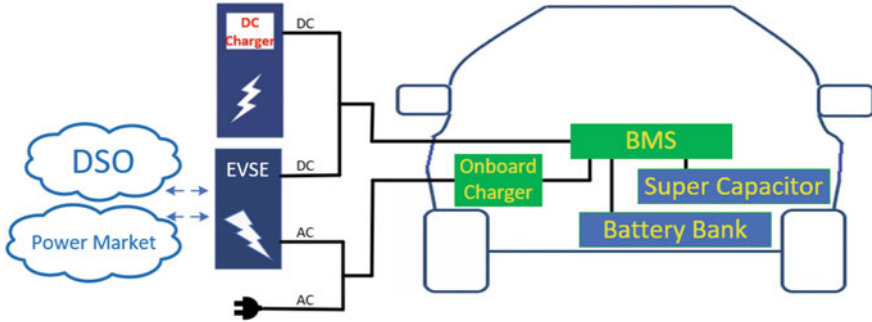 DC
Charger
DC
DSO
EVSE
DC
Power Market
AC
AC
BMS
Onboard
Charger
Super Capacitor
Battery Bank